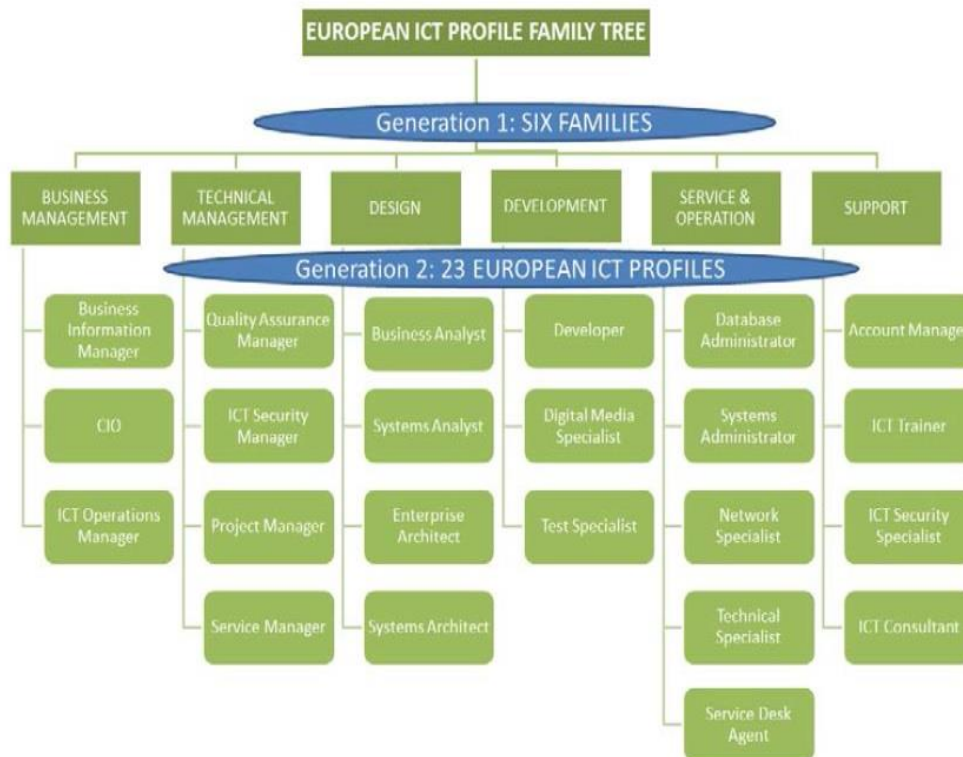 EUROPEAN ICT PROFILE FAMILY TREE
Generation 1: SIX FAMILIES
BUSINESS
MANAGEMENT
TECHNICAL
MANAGEMENT
DESIGN
DEVELOPMENT
SERVICE &
OPERATION
SUPPORT
Generation 2: 23 EUROPEAN ICT PROFILES
Business
Information
Manager
Quality Assurance
Manager
Business Analyst
Developer
Database
Administrator
Account Manage
CIO
ICT Security
Manager
Systems Analyst
Digital Media
Specialist
Systems
Administrator
ICT Trainer
ICT Operations
Manager
Project Manager
Enterprise
Architect
Test Specialist
Network
Specialist
ICT Security
Specialist
Service Manager
Systems Architect
Technical
Specialist
ICT Consultant
Service Desk
Agent